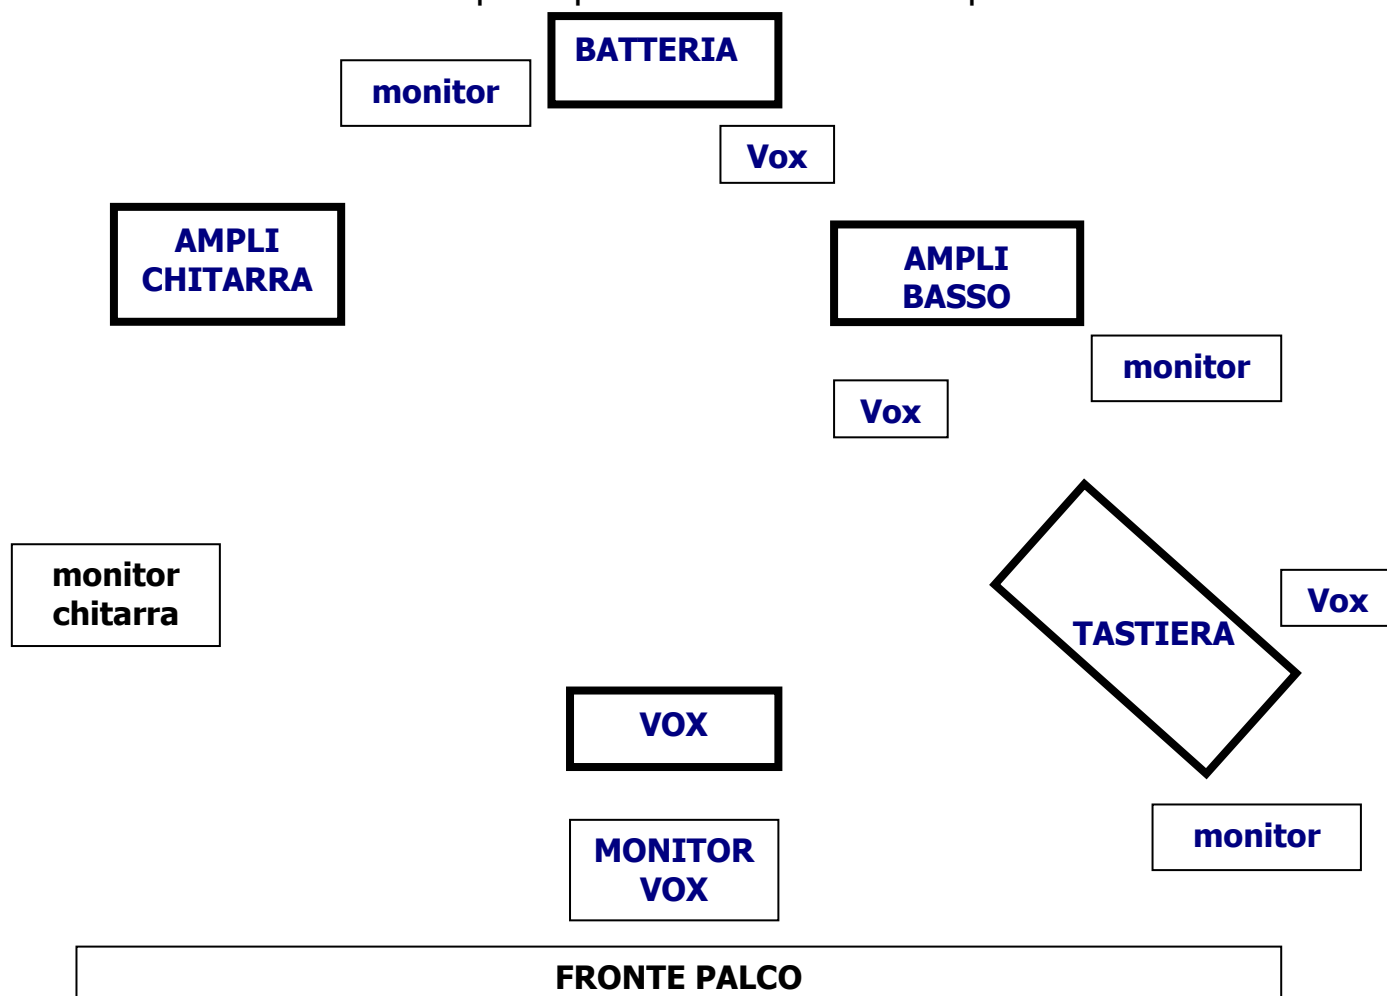 BATTERIA
monitor
Vox
AMPLI
CHITARRA
AMPLI
BASSO
monitor
Vox
monitor
chitarra
TASTIERA
Vox
VOX
monitor
MONITOR
VOX
FRONTE PALCO